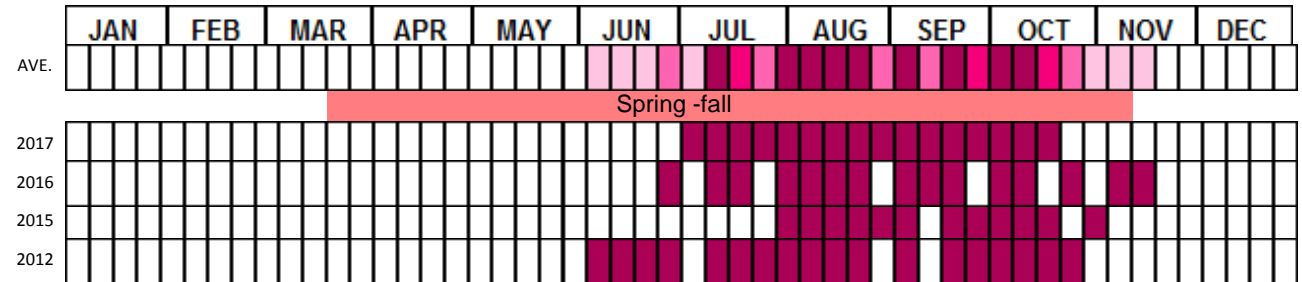 JAN FEB MAR APR MAY JUN JUL AUG SEP OCT NOV DEC
AVE.
Spring -fall
2017
2016
2015
2012